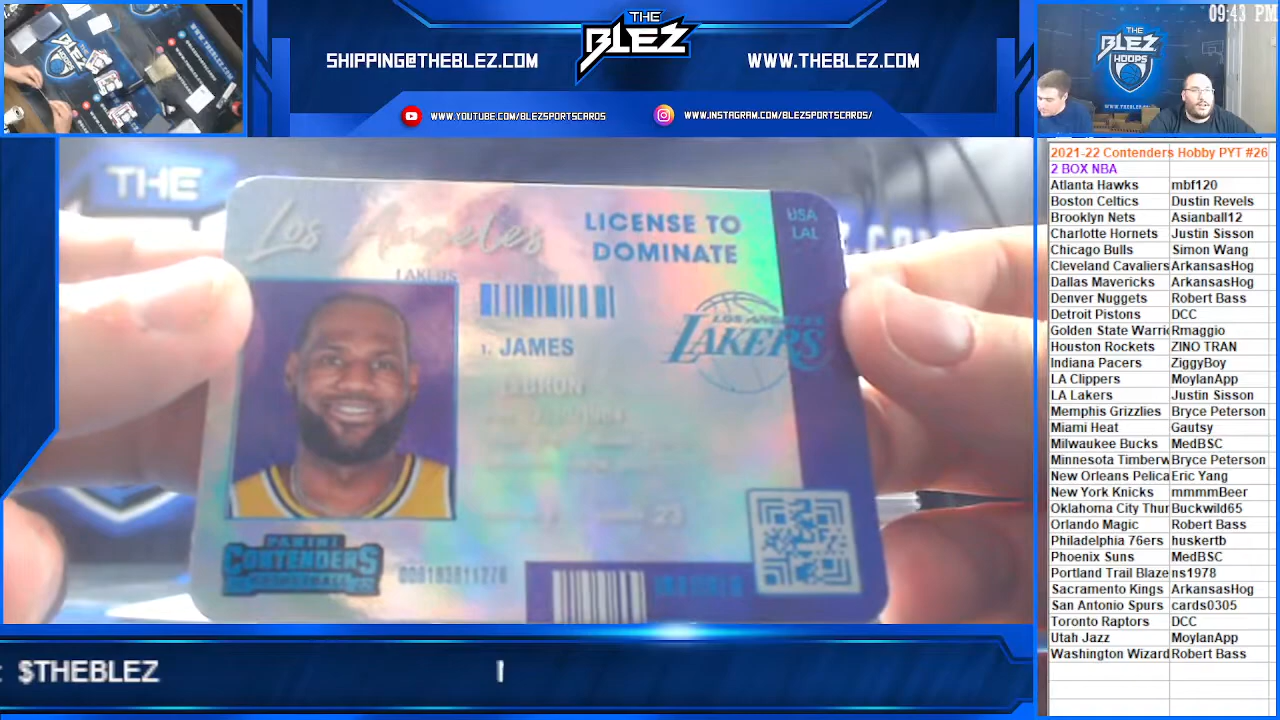 09:43 PM
THE
BLEZ
SHIPPING@THEBLEZ.COM
WWW.THEBLEZ.COM
WWW.YOUTUBE.COM/BLEZSPORTSCARDS
WWW.INSTAGRAM.COM/BLEZSPORTSCARDS/
THE
BLEZ
HOOPS
THE
Los Angeles
LAKERS
LICENSE TO
DOMINATE
USA
LAL
1. JAMES
LEBRON
LOS ANGELES
LAKERS
23
PANINI
CONTENDERS
BASKETBALL
$THEBLEZ
2021-22 Contenders Hobby PYT #26
2 BOX NBA
Atlanta Hawks mbf120
Boston Celtics Dustin Revels
Brooklyn Nets Asianball12
Charlotte Hornets Justin Sisson
Chicago Bulls Simon Wang
Cleveland Cavaliers ArkansasHog
Dallas Mavericks ArkansasHog
Denver Nuggets Robert Bass
Detroit Pistons DCC
Golden State Warric Rmaggio
Houston Rockets ZINO TRAN
Indiana Pacers ZiggyBoy
LA Clippers MoylanApp
LA Lakers Justin Sisson
Memphis Grizzlies Bryce Peterson
Miami Heat Gautsy
Milwaukee Bucks MedBSC
Minnesota Timberw Bryce Peterson
New Orleans Pelica Eric Yang
New York Knicks mmmmBeer
Oklahoma City Thun Buckwild65
Orlando Magic Robert Bass
Philadelphia 76ers huskertb
Phoenix Suns MedBSC
Portland Trail Blaze ns1978
Sacramento Kings ArkansasHog
San Antonio Spurs cards0305
Toronto Raptors DCC
Utah Jazz MoylanApp
Washington Wizard Robert Bass